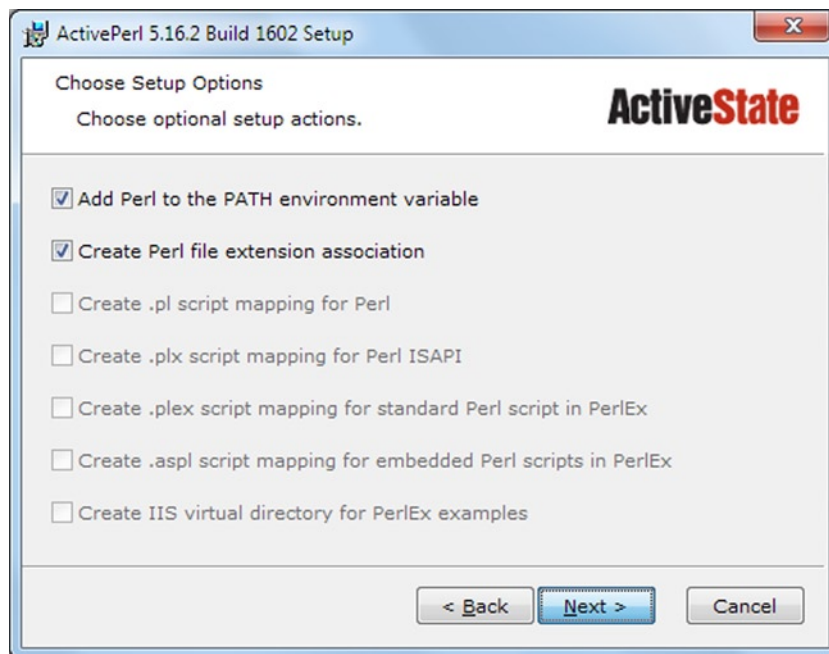 ActivePerl 5.16.2 Build 1602 Setup
Choose Setup Options
Choose optional setup actions.
ActiveState
Add Perl to the PATH environment variable
Create Perl file extension association
Create .pl script mapping for Perl
Create .plx script mapping for Perl ISAPI
Create .plex script mapping for standard Perl script in PerlEx
Create .aspl script mapping for embedded Perl scripts in PerlEx
Create IIS virtual directory for PerlEx examples
< Back Next > Cancel